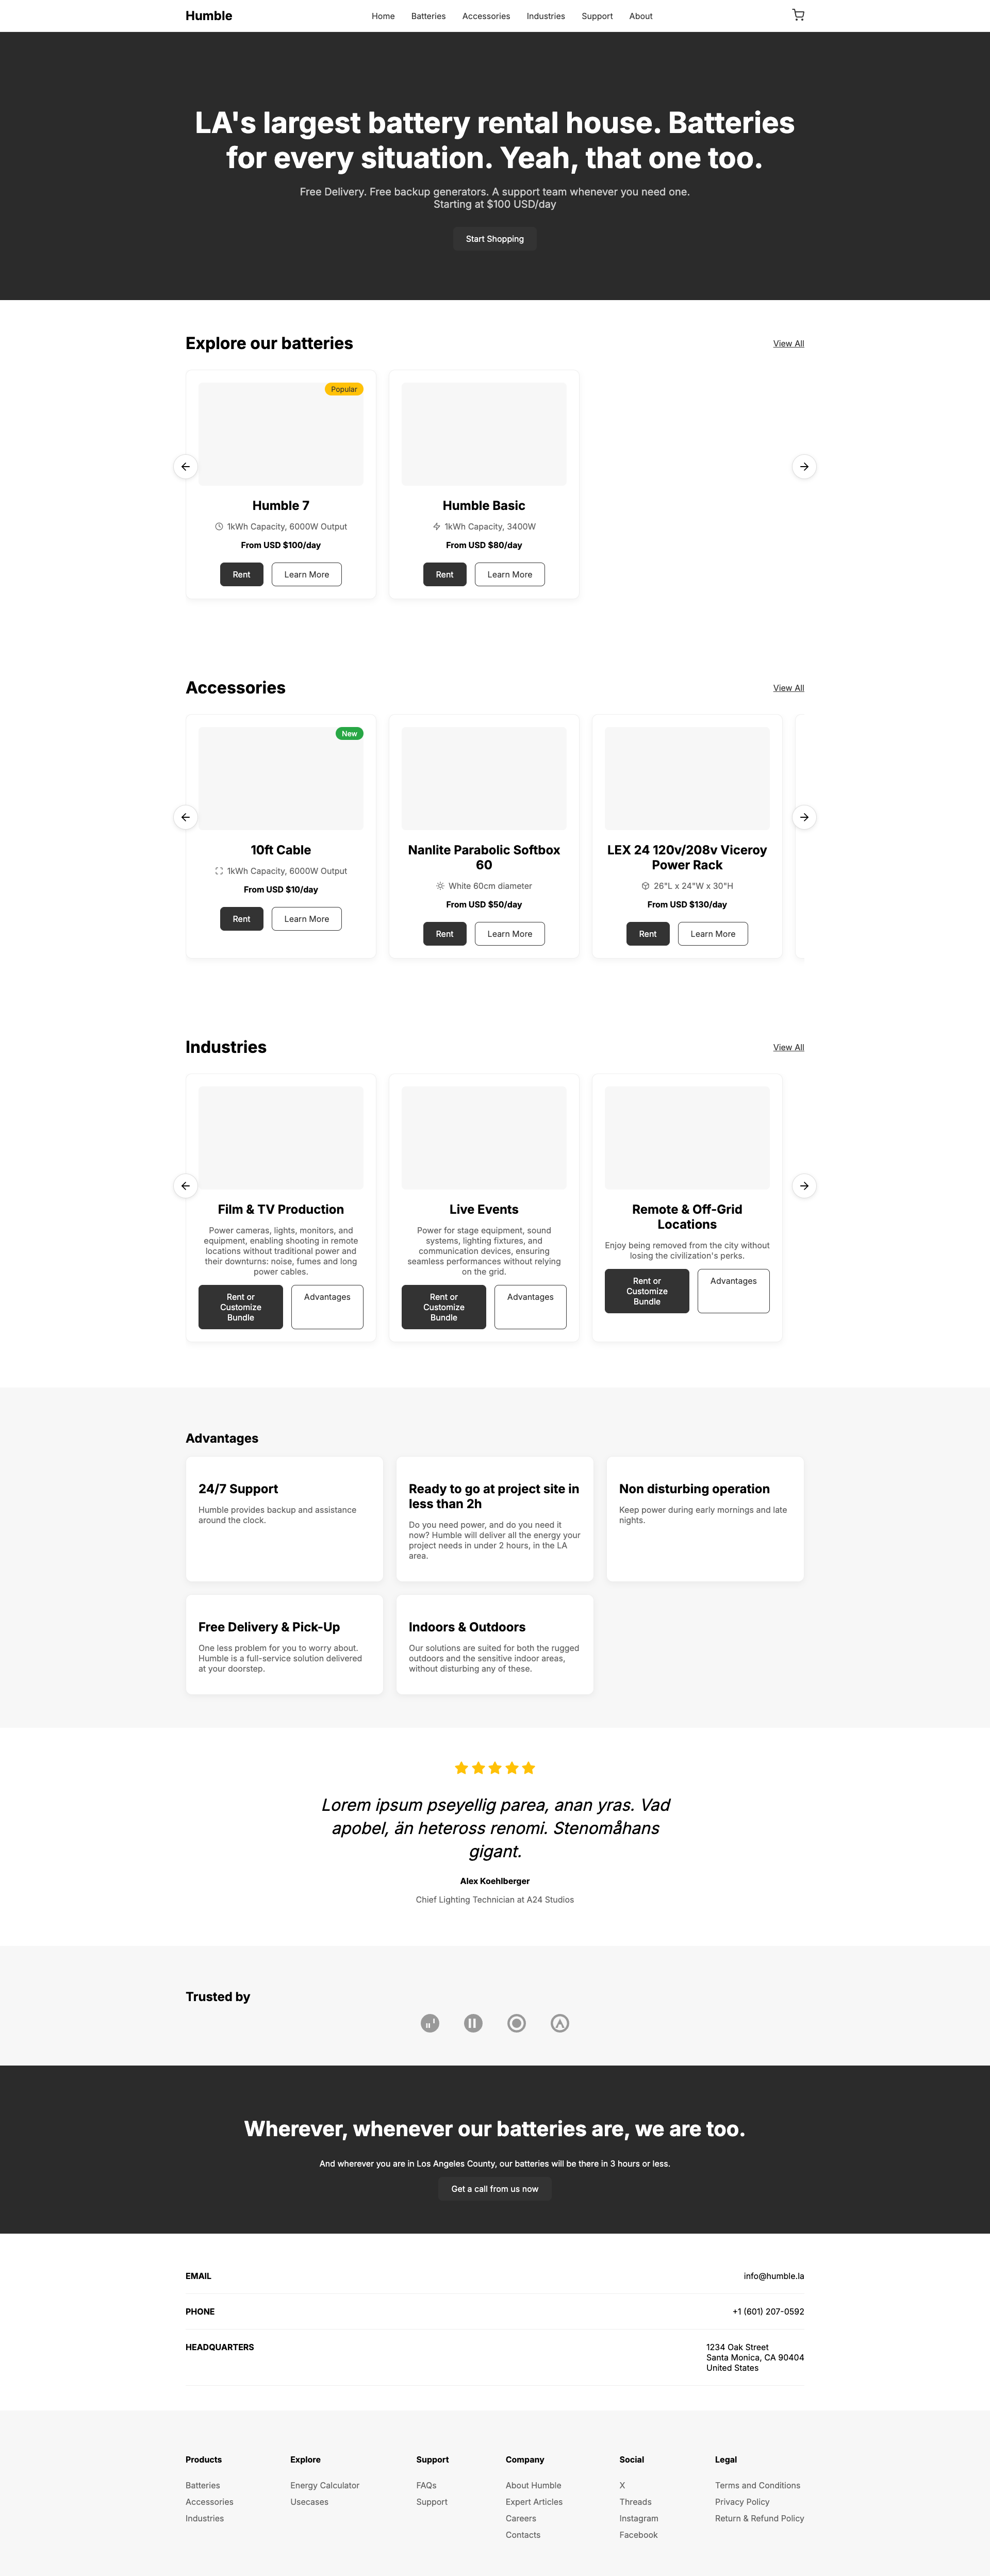 Humble
Home Batteries Accessories Industries Support About
LA's largest battery rental house. Batteries
for every situation. Yeah, that one too.
Free Delivery. Free backup generators. A support team whenever you need one.
Starting at $100 USD/day
Start Shopping
Explore our batteries
View All
Popular
Humble 7
1kWh Capacity, 6000W Output
From USD $100/day
Rent
Learn More
Humble Basic
1kWh Capacity, 3400W
From USD $80/day
Rent
Learn More
Accessories
View All
New
10ft Cable
1kWh Capacity, 6000W Output
From USD $10/day
Rent
Learn More
Nanlite Parabolic Softbox
60
White 60cm diameter
From USD $50/day
Rent
Learn More
LEX 24 120v/208v Viceroy
Power Rack
26"L x 24"W x 30"H
From USD $130/day
Rent
Learn More
Industries
View All
Film & TV Production
Power cameras, lights, monitors, and
equipment, enabling shooting in remote
locations without traditional power and
their downturns: noise, fumes and long
power cables.
Rent or
Customize
Bundle
Advantages
Live Events
Power for stage equipment, sound
systems, lighting fixtures, and
communication devices, ensuring
seamless performances without relying
on the grid.
Rent or
Customize
Bundle
Advantages
Remote & Off-Grid
Locations
Enjoy being removed from the city without
losing the civilization's perks.
Rent or
Customize
Bundle
Advantages
Advantages
24/7 Support
Humble provides backup and assistance
around the clock.
Ready to go at project site in
less than 2h
Do you need power, and do you need it
now? Humble will deliver all the energy your
project needs in under 2 hours, in the LA
area.
Non disturbing operation
Keep power during early mornings and late
nights.
Free Delivery & Pick-Up
One less problem for you to worry about.
Humble is a full-service solution delivered
at your doorstep.
Indoors & Outdoors
Our solutions are suited for both the rugged
outdoors and the sensitive indoor areas,
without disturbing any of these.
Lorem ipsum pseyellig parea, anan yras. Vad
apobel, än heteross renomi. Stenomåhans
gigant.
Alex Koehlberger
Chief Lighting Technician at A24 Studios
Trusted by
Wherever, whenever our batteries are, we are too.
And wherever you are in Los Angeles County, our batteries will be there in 3 hours or less.
Get a call from us now
EMAIL
info@humble.la
PHONE
+1 (601) 207-0592
HEADQUARTERS
1234 Oak Street
Santa Monica, CA 90404
United States
Products
Batteries
Accessories
Industries
Explore
Energy Calculator
Usecases
Support
FAQs
Support
Company
About Humble
Expert Articles
Careers
Contacts
Social
X
Threads
Instagram
Facebook
Legal
Terms and Conditions
Privacy Policy
Return & Refund Policy